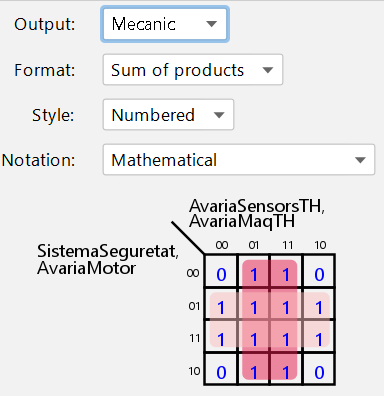 Output: Mecanic
Format: Sum of products
Style: Numbered
Notation: Mathematical
AvariaSensorsTH,
AvariaMaqTH
SistemaSeguretat,
AvariaMotor
00 01 11 10
00 0 1 1 0
01 1 1 1 1
11 1 1 1 1
10 0 1 1 0